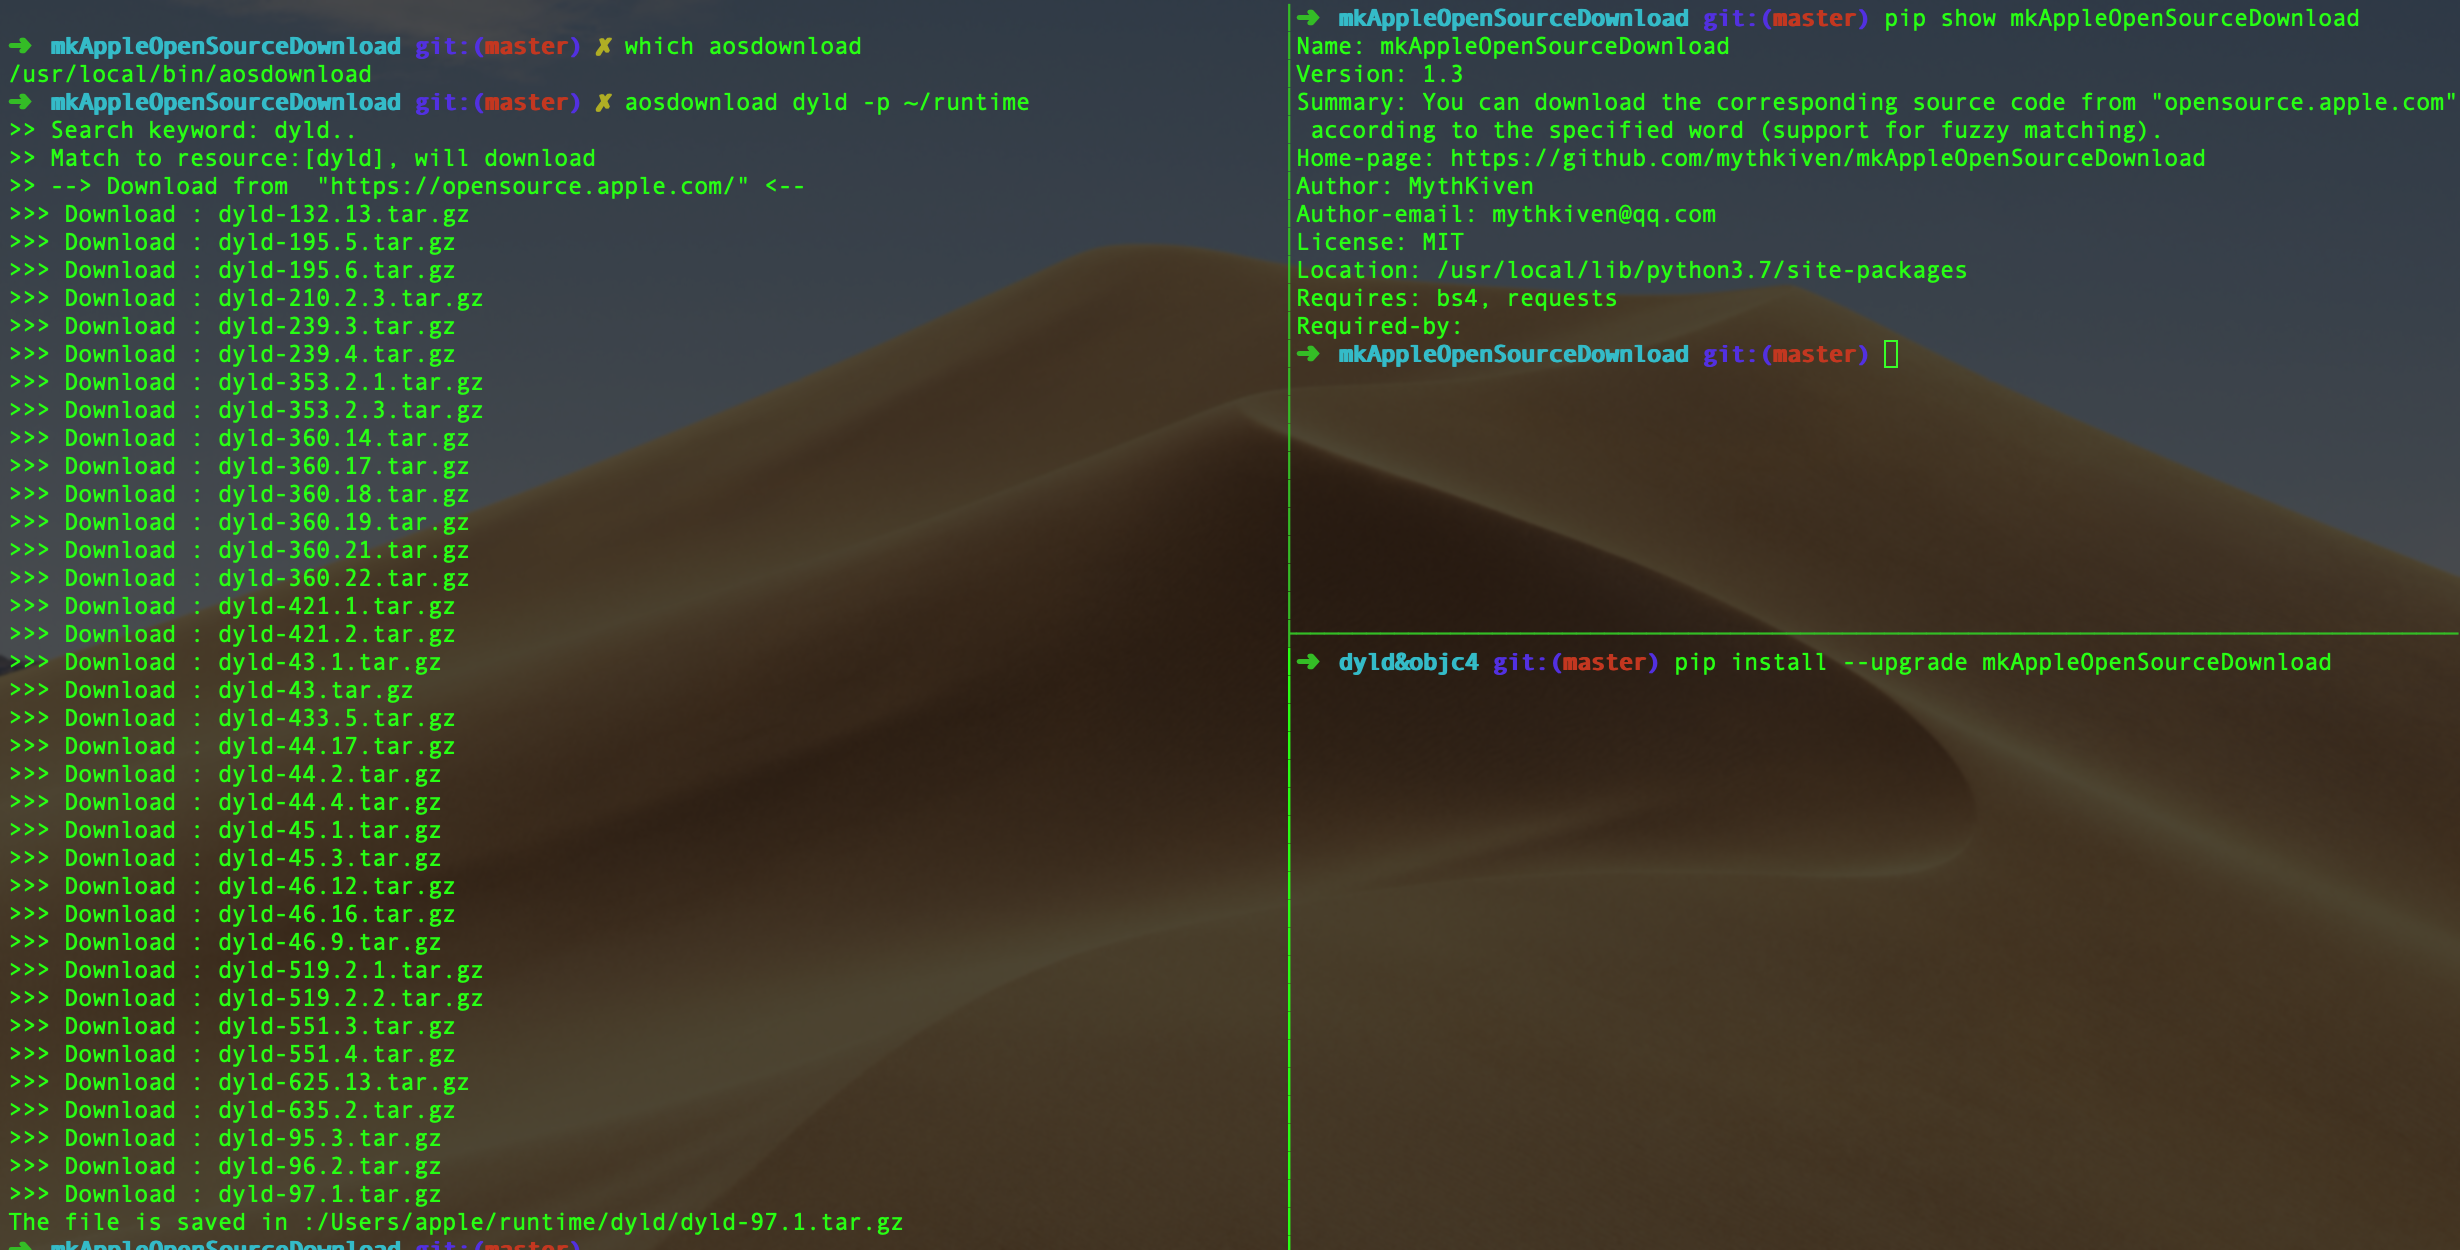 ➜  mkAppleOpenSourceDownload git:(master) ✗ which aosdownload
/usr/local/bin/aosdownload
➜  mkAppleOpenSourceDownload git:(master) ✗ aosdownload dyld -p ~/runtime
>> Search keyword: dyld..
>> Match to resource:[dyld], will download
>> --> Download from  "https://opensource.apple.com/" <--
>>> Download : dyld-132.13.tar.gz
>>> Download : dyld-195.5.tar.gz
>>> Download : dyld-195.6.tar.gz
>>> Download : dyld-210.2.3.tar.gz
>>> Download : dyld-239.3.tar.gz
>>> Download : dyld-239.4.tar.gz
>>> Download : dyld-353.2.1.tar.gz
>>> Download : dyld-353.2.3.tar.gz
>>> Download : dyld-360.14.tar.gz
>>> Download : dyld-360.17.tar.gz
>>> Download : dyld-360.18.tar.gz
>>> Download : dyld-360.19.tar.gz
>>> Download : dyld-360.21.tar.gz
>>> Download : dyld-360.22.tar.gz
>>> Download : dyld-421.1.tar.gz
>>> Download : dyld-421.2.tar.gz
>>> Download : dyld-43.1.tar.gz
>>> Download : dyld-43.tar.gz
>>> Download : dyld-433.5.tar.gz
>>> Download : dyld-44.17.tar.gz
>>> Download : dyld-44.2.tar.gz
>>> Download : dyld-44.4.tar.gz
>>> Download : dyld-45.1.tar.gz
>>> Download : dyld-45.3.tar.gz
>>> Download : dyld-46.12.tar.gz
>>> Download : dyld-46.16.tar.gz
>>> Download : dyld-46.9.tar.gz
>>> Download : dyld-519.2.1.tar.gz
>>> Download : dyld-519.2.2.tar.gz
>>> Download : dyld-551.3.tar.gz
>>> Download : dyld-551.4.tar.gz
>>> Download : dyld-625.13.tar.gz
>>> Download : dyld-635.2.tar.gz
>>> Download : dyld-95.3.tar.gz
>>> Download : dyld-96.2.tar.gz
>>> Download : dyld-97.1.tar.gz
The file is saved in :/Users/apple/runtime/dyld/dyld-97.1.tar.gz
➜  mkAppleOpenSourceDownload git:(master)
➜  mkAppleOpenSourceDownload git:(master) pip show mkAppleOpenSourceDownload
Name: mkAppleOpenSourceDownload
Version: 1.3
Summary: You can download the corresponding source code from "opensource.apple.com"
 according to the specified word (support for fuzzy matching).
Home-page: https://github.com/mythkiven/mkAppleOpenSourceDownload
Author: MythKiven
Author-email: mythkiven@qq.com
License: MIT
Location: /usr/local/lib/python3.7/site-packages
Requires: bs4, requests
Required-by:
➜  mkAppleOpenSourceDownload git:(master)
➜  dyld&objc4 git:(master) pip install --upgrade mkAppleOpenSourceDownload